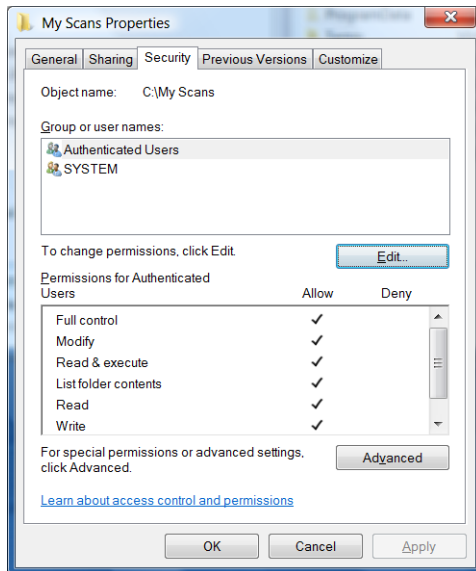 My Scans Properties
General Sharing Security Previous Versions Customize
Object name: C:\My Scans
Group or user names:
Authenticated Users
SYSTEM
To change permissions, click Edit.
Edit...
Permissions for Authenticated
Users Allow Deny
Full control
Modify
Read & execute
List folder contents
Read
Write
For special permissions or advanced settings,
click Advanced.
Advanced
Learn about access control and permissions
OK Cancel Apply